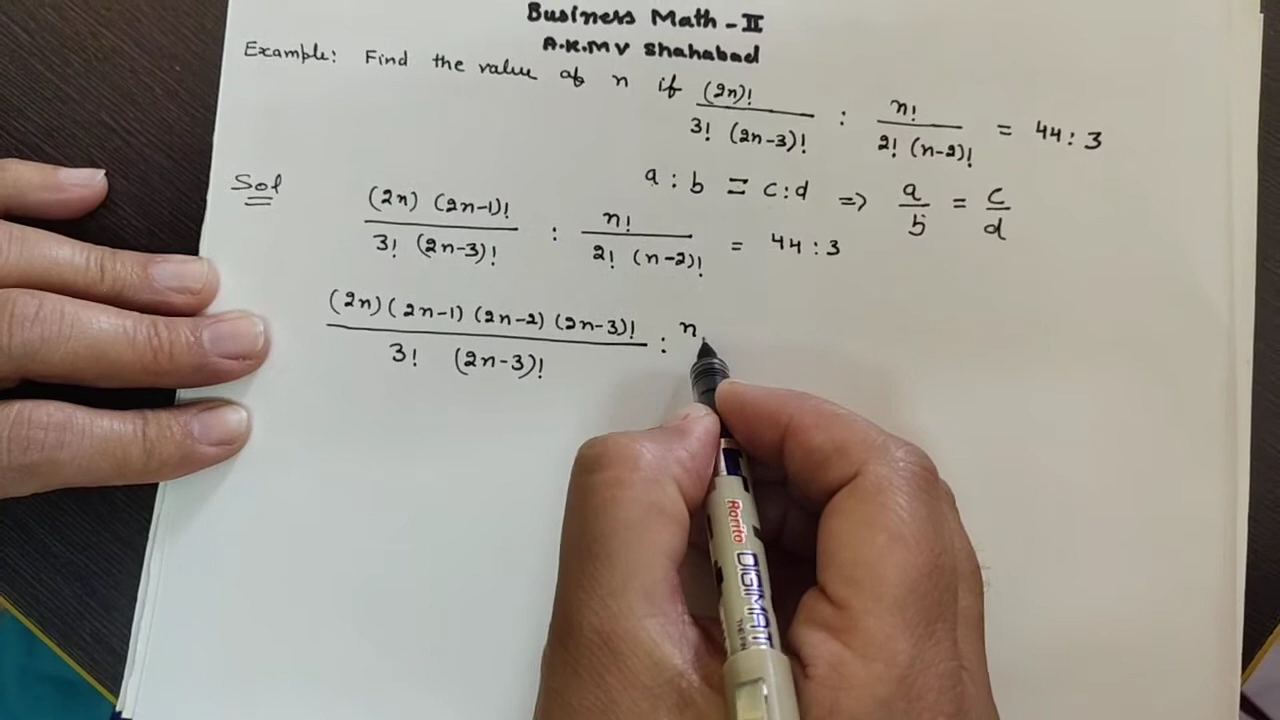 Business Math - II
A.K.M V Shahabad
Example: Find the value of n if (2n)! / 3! (2n-3)! : n! / 2! (n-2)! = 44 : 3
a : b = c : d => a / b = c / d
Sol
(2n) (2n-1)! / 3! (2n-3)! : n! / 2! (n-2)! = 44 : 3
(2n) (2n-1) (2n-2) (2n-3)! / 3! (2n-3)! : n
Rorito
DIGIMAT